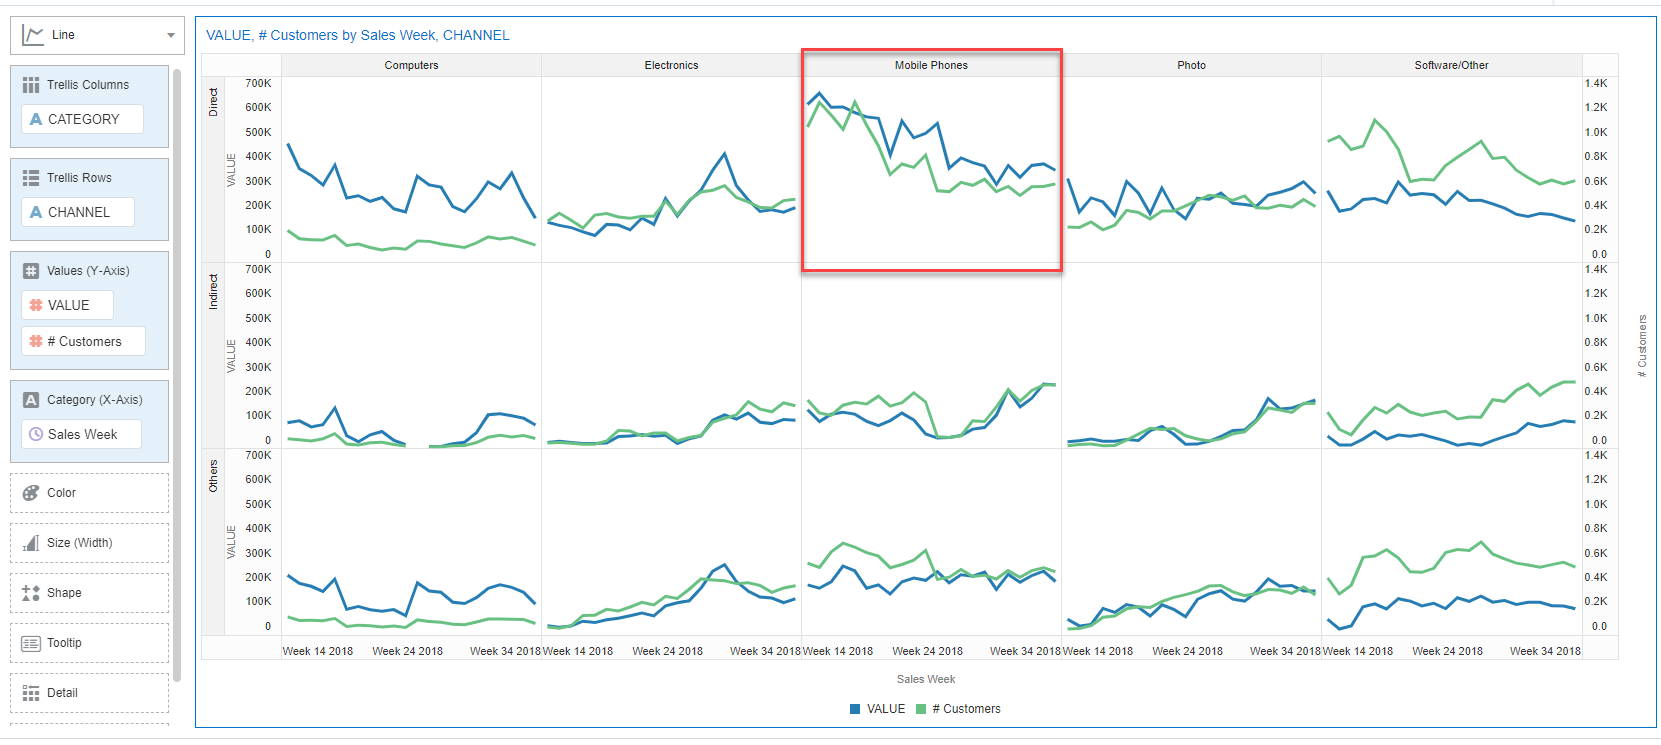 Line
Trellis Columns
A CATEGORY
Trellis Rows
A CHANNEL
# Values (Y-Axis)
# VALUE
# # Customers
A Category (X-Axis)
Sales Week
Color
Size (Width)
Shape
Tooltip
Detail
VALUE, # Customers by Sales Week, CHANNEL
Computers Electronics Mobile Phones Photo Software/Other
Direct
VALUE
700K
600K
500K
400K
300K
200K
100K
0
1.4K
1.2K
1.0K
0.8K
0.6K
0.4K
0.2K
0.0
Indirect
VALUE
700K
600K
500K
400K
300K
200K
100K
0
1.4K
1.2K
1.0K
0.8K
0.6K
0.4K
0.2K
0.0
# Customers
Others
VALUE
700K
600K
500K
400K
300K
200K
100K
0
1.4K
1.2K
1.0K
0.8K
0.6K
0.4K
0.2K
0.0
Week 14 2018 Week 24 2018 Week 34 2018 Week 14 2018 Week 24 2018 Week 34 2018 Week 14 2018 Week 24 2018 Week 34 2018 Week 14 2018 Week 24 2018 Week 34 2018 Week 14 2018 Week 24 2018 Week 34 2018
Sales Week
VALUE # Customers